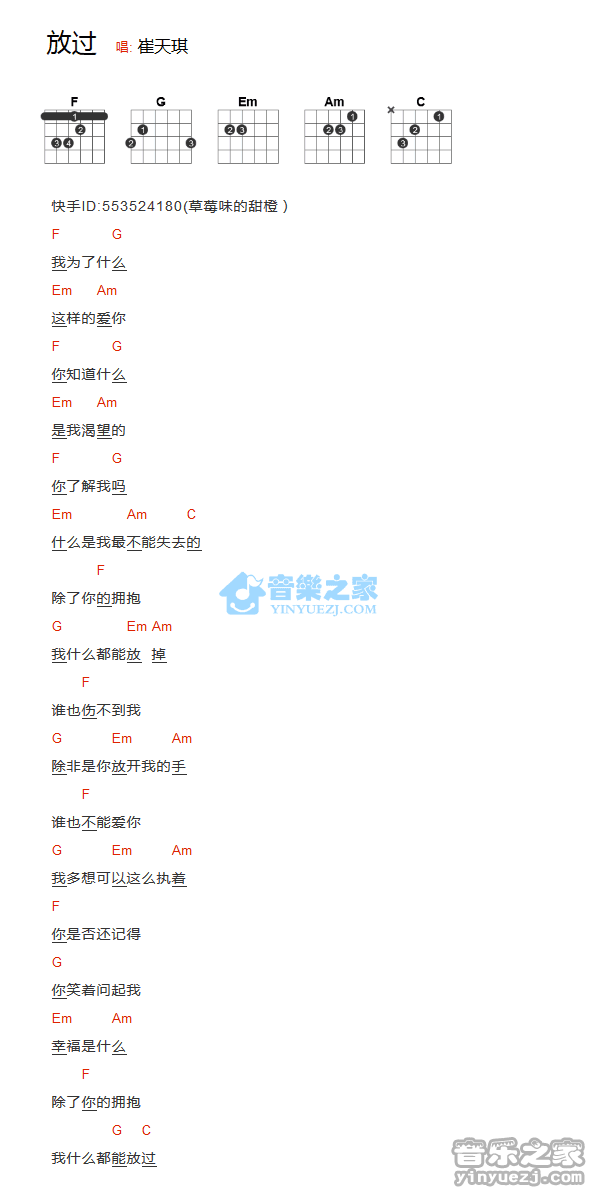 放过 唱: 崔天琪
F G Em Am C
1 2 3 4 1 2 3 2 3 1 2 3 × 1 2 3
快手ID:553524180(草莓味的甜橙)
F G
我为了什么
Em Am
这样的爱你
F G
你知道什么
Em Am
是我渴望的
F G
你了解我吗
Em Am C
什么是我最不能失去的
F
除了你的拥抱
G Em Am
我什么都能放 掉
F
谁也伤不到我
G Em Am
除非是你放开我的手
F
谁也不能爱你
G Em Am
我多想可以这么执着
F
你是否还记得
G
你笑着问起我
Em Am
幸福是什么
F
除了你的拥抱
G C
我什么都能放过
音樂之家
YINYUEZJ.COM
音乐之家
yinyuezj.com